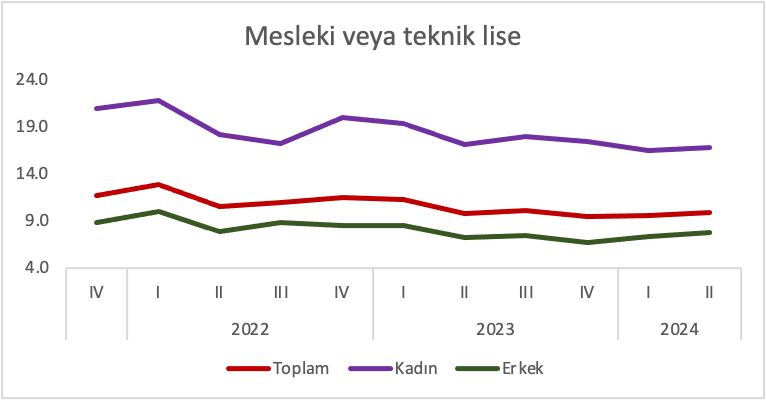 Mesleki veya teknik lise
24.0
19.0
14.0
9.0
4.0
IV I II III IV I II III IV I II
2022 2023 2024
Toplam Kadın Erkek